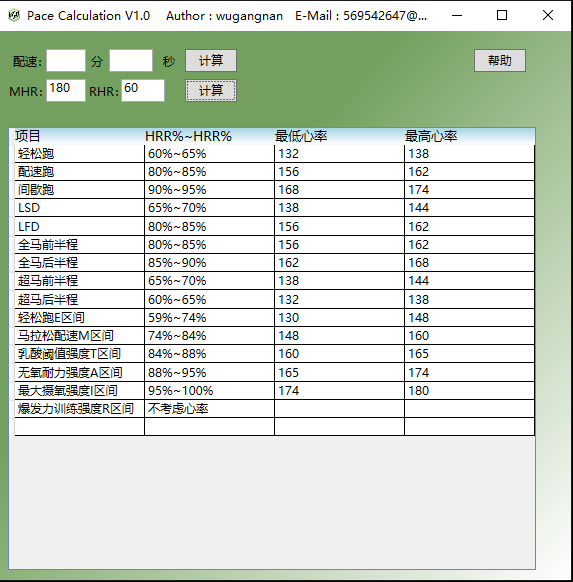 Pace Calculation V1.0 Author : wugangnan E-Mail : 569542647@...
配速: 分 秒 计算 帮助
MHR: 180 RHR: 60 计算
项目 HRR%~HRR% 最低心率 最高心率
轻松跑 60%~65% 132 138
配速跑 80%~85% 156 162
间歇跑 90%~95% 168 174
LSD 65%~70% 138 144
LFD 80%~85% 156 162
全马前半程 80%~85% 156 162
全马后半程 85%~90% 162 168
超马前半程 65%~70% 138 144
超马后半程 60%~65% 132 138
轻松跑E区间 59%~74% 130 148
马拉松配速M区间 74%~84% 148 160
乳酸阈值强度T区间 84%~88% 160 165
无氧耐力强度A区间 88%~95% 165 174
最大摄氧强度I区间 95%~100% 174 180
爆发力训练强度R区间 不考虑心率